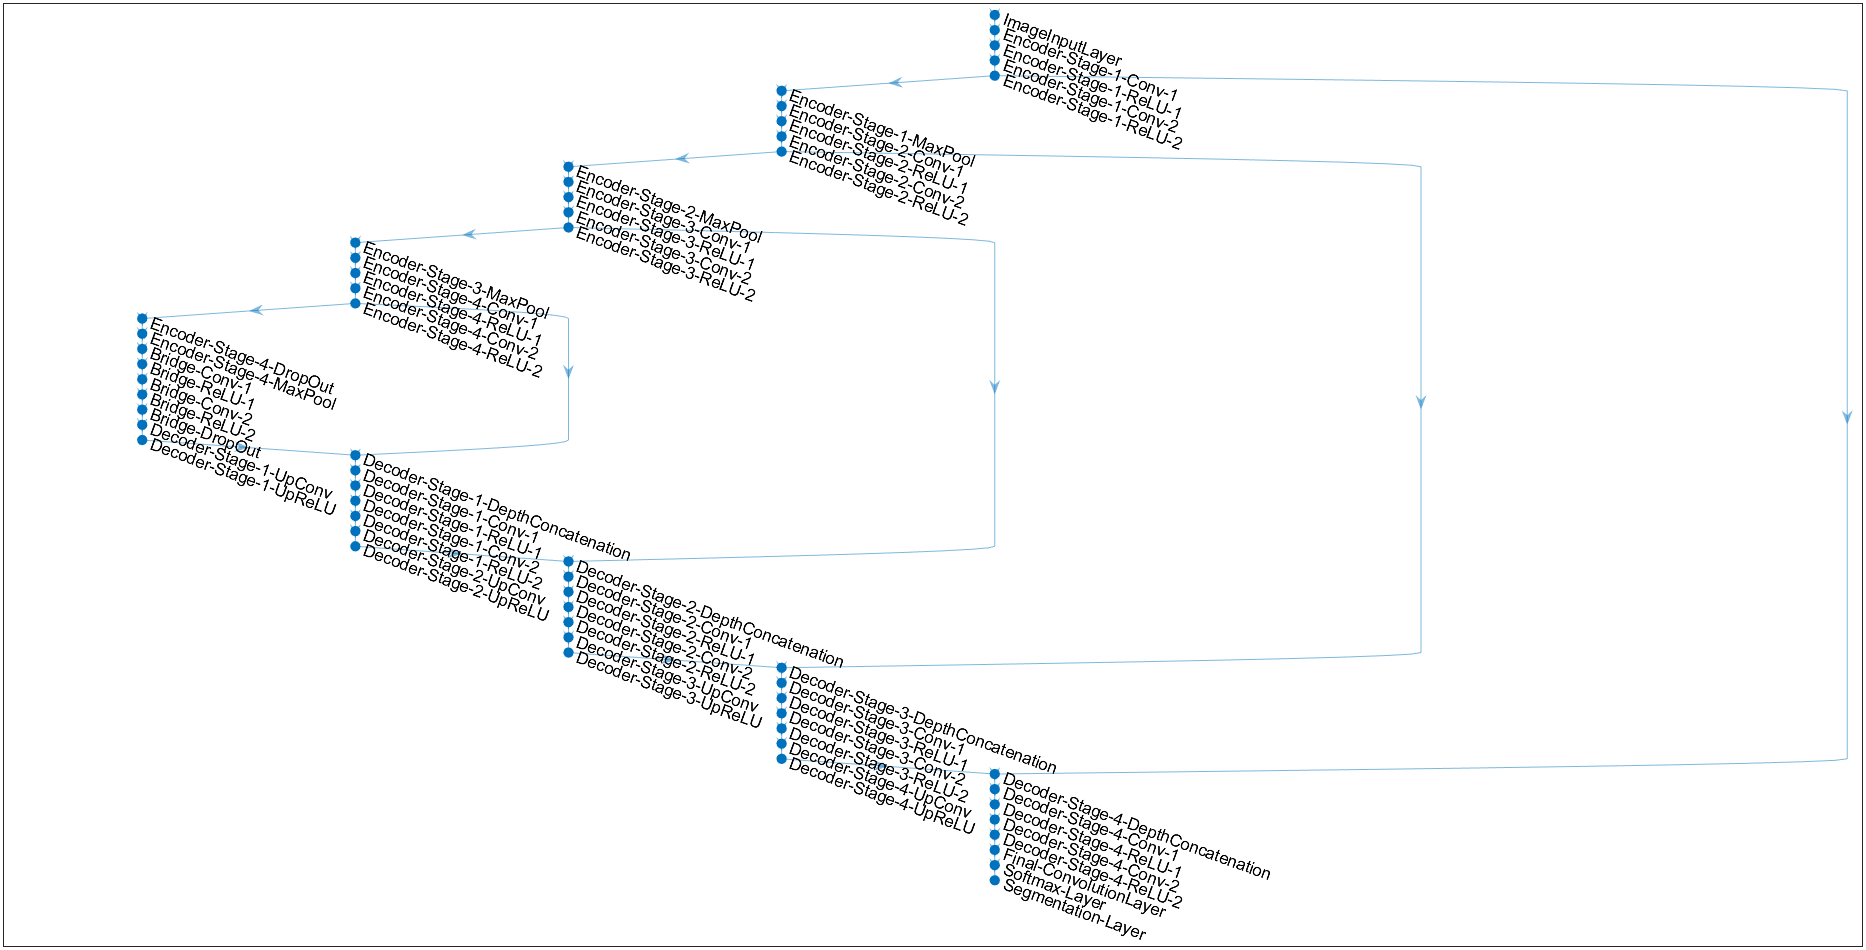 ImageInputLayer
Encoder-Stage-1-Conv-1
Encoder-Stage-1-ReLU-1
Encoder-Stage-1-Conv-2
Encoder-Stage-1-ReLU-2
Encoder-Stage-1-MaxPool
Encoder-Stage-2-Conv-1
Encoder-Stage-2-ReLU-1
Encoder-Stage-2-Conv-2
Encoder-Stage-2-ReLU-2
Encoder-Stage-2-MaxPool
Encoder-Stage-3-Conv-1
Encoder-Stage-3-ReLU-1
Encoder-Stage-3-Conv-2
Encoder-Stage-3-ReLU-2
Encoder-Stage-3-MaxPool
Encoder-Stage-4-Conv-1
Encoder-Stage-4-ReLU-1
Encoder-Stage-4-Conv-2
Encoder-Stage-4-ReLU-2
Encoder-Stage-4-DropOut
Encoder-Stage-4-MaxPool
Bridge-Conv-1
Bridge-ReLU-1
Bridge-Conv-2
Bridge-ReLU-2
Bridge-DropOut
Decoder-Stage-1-UpConv
Decoder-Stage-1-UpReLU
Decoder-Stage-1-DepthConcatenation
Decoder-Stage-1-Conv-1
Decoder-Stage-1-ReLU-1
Decoder-Stage-1-Conv-2
Decoder-Stage-1-ReLU-2
Decoder-Stage-2-UpConv
Decoder-Stage-2-UpReLU
Decoder-Stage-2-DepthConcatenation
Decoder-Stage-2-Conv-1
Decoder-Stage-2-ReLU-1
Decoder-Stage-2-Conv-2
Decoder-Stage-2-ReLU-2
Decoder-Stage-3-UpConv
Decoder-Stage-3-UpReLU
Decoder-Stage-3-DepthConcatenation
Decoder-Stage-3-Conv-1
Decoder-Stage-3-ReLU-1
Decoder-Stage-3-Conv-2
Decoder-Stage-3-ReLU-2
Decoder-Stage-4-UpConv
Decoder-Stage-4-UpReLU
Decoder-Stage-4-DepthConcatenation
Decoder-Stage-4-Conv-1
Decoder-Stage-4-ReLU-1
Decoder-Stage-4-Conv-2
Decoder-Stage-4-ReLU-2
Final-ConvolutionLayer
Softmax-Layer
Segmentation-Layer